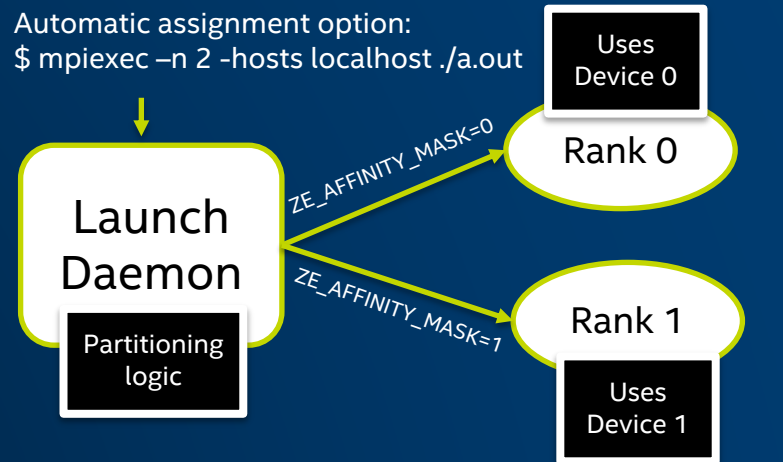 Automatic assignment option:
$ mpiexec –n 2 -hosts localhost ./a.out
Uses
Device 0
Rank 0
ZE_AFFINITY_MASK=0
Launch
Daemon
Partitioning
logic
ZE_AFFINITY_MASK=1
Rank 1
Uses
Device 1